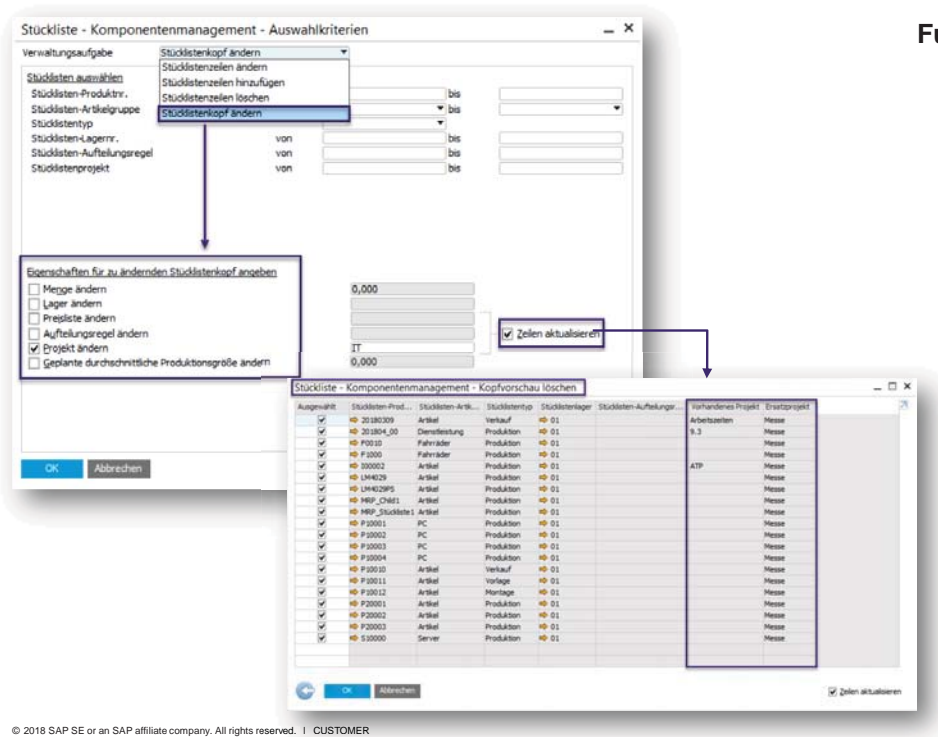 Fu
Stückliste - Komponentenmanagement - Auswahlkriterien
Verwaltungsaufgabe Stücklistenkopf ändern
Stücklistenzeilen ändern
Stücklistenzeilen hinzufügen
Stücklistenzeilen löschen
Stücklistenkopf ändern
Stücklisten auswählen
Stücklisten-Produktnr. bis
Stücklisten-Artikelgruppe bis
Stücklistentyp
Stücklisten-Lagernr. von bis
Stücklisten-Aufteilungsregel von bis
Stücklistenprojekt von bis
Eigenschaften für zu ändernden Stücklistenkopf angeben
Menge ändern 0,000
Lager ändern
Preisliste ändern
Aufteilungsregel ändern
Projekt ändern IT
Geplante durchschnittliche Produktionsgröße ändern 0,000
Zeilen aktualisieren
OK Abbrechen
Stückliste - Komponentenmanagement - Kopfvorschau löschen
Ausgewählt Stücklisten-Prod... Stücklisten-Artik... Stücklistentyp Stücklistenlager Stücklisten-Aufteilungsr... Vorhandenes Projekt Ersatzprojekt
20180309 Artikel Verkauf 01 Arbeitszeiten Messe
201804_00 Dienstleistung Produktion 01 9.3 Messe
F0010 Fahrräder Produktion 01 Messe
F1000 Fahrräder Produktion 01 Messe
I00002 Artikel Produktion 01 ATP Messe
LM4029 Artikel Produktion 01 Messe
LM4029PS Artikel Produktion 01 Messe
MRP_Child1 Artikel Produktion 01 Messe
MRP_Stückliste1 Artikel Produktion 01 Messe
P10001 PC Produktion 01 Messe
P10002 PC Produktion 01 Messe
P10003 PC Produktion 01 Messe
P10004 PC Produktion 01 Messe
P10010 Artikel Verkauf 01 Messe
P10011 Artikel Vorlage 01 Messe
P10012 Artikel Montage 01 Messe
P20001 Artikel Produktion 01 Messe
P20002 Artikel Produktion 01 Messe
P20003 Artikel Produktion 01 Messe
S10000 Server Produktion 01 Messe
OK Abbrechen Zeilen aktualisieren
© 2018 SAP SE or an SAP affiliate company. All rights reserved. | CUSTOMER